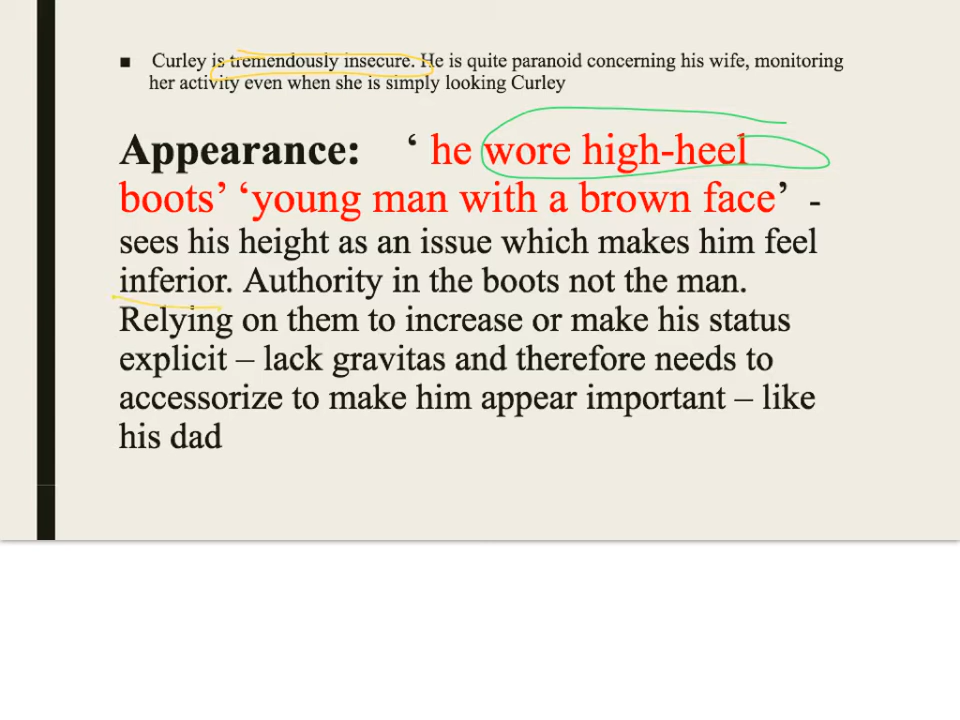 ▪ Curley is tremendously insecure. He is quite paranoid concerning his wife, monitoring
her activity even when she is simply looking Curley
Appearance: ‘ he wore high-heel
boots’ ‘young man with a brown face’ -
sees his height as an issue which makes him feel
inferior. Authority in the boots not the man.
Relying on them to increase or make his status
explicit – lack gravitas and therefore needs to
accessorize to make him appear important – like
his dad